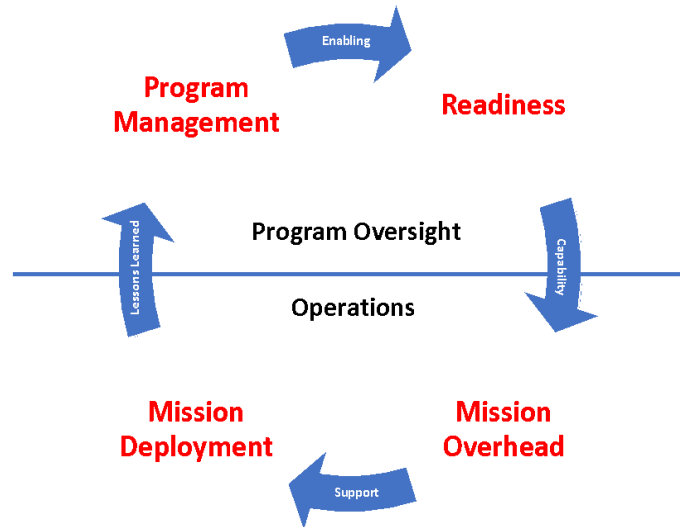 Enabling
Program
Management
Readiness
Lessons Learned
Program Oversight
Capability
Operations
Mission
Deployment
Mission
Overhead
Support